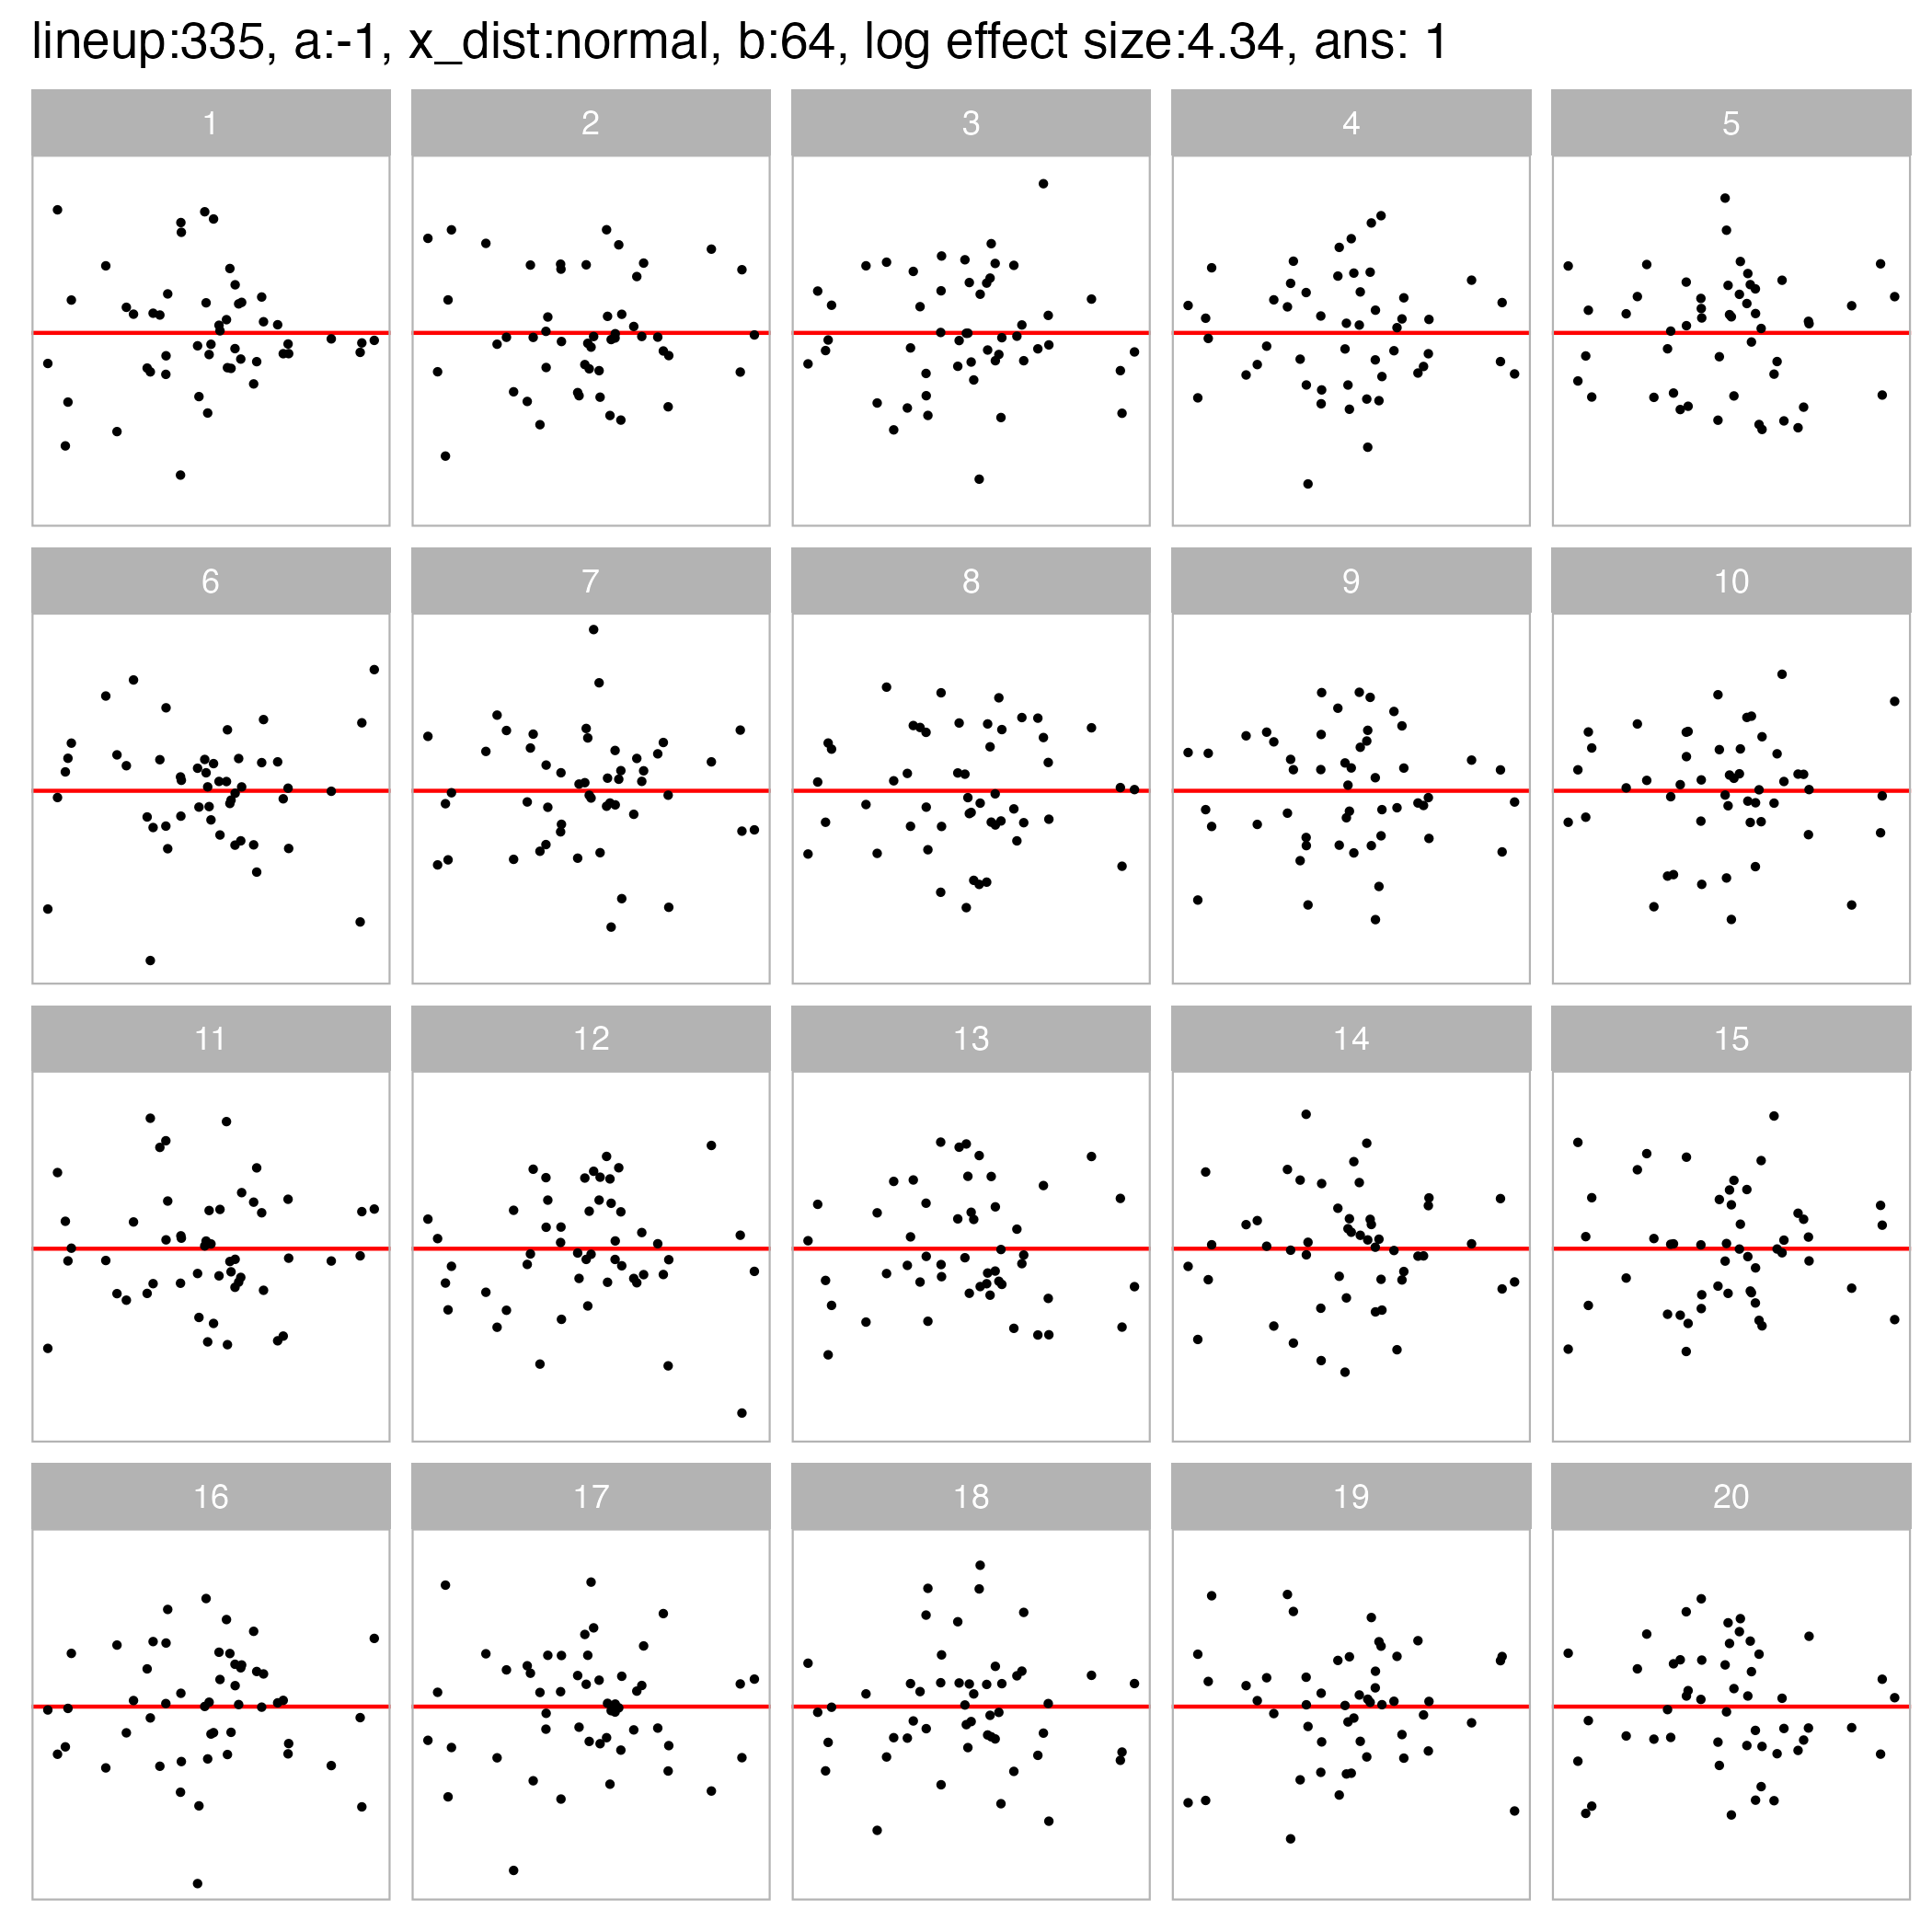 lineup:335, a:-1, x_dist:normal, b:64, log effect size:4.34, ans: 1
1 2 3 4 5
6 7 8 9 10
11 12 13 14 15
16 17 18 19 20